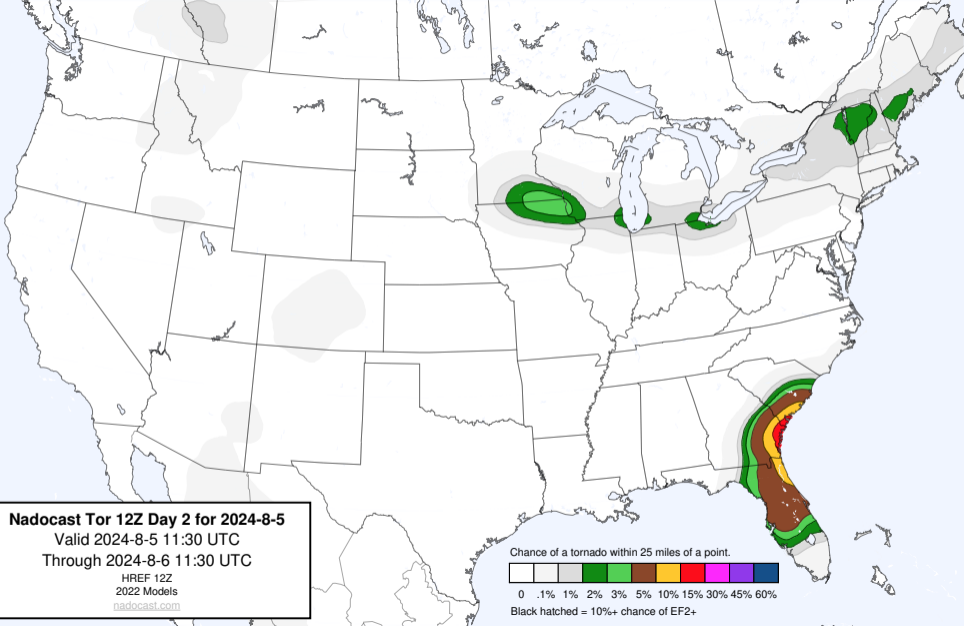 Nadocast Tor 12Z Day 2 for 2024-8-5
Valid 2024-8-5 11:30 UTC
Through 2024-8-6 11:30 UTC
HREF 12Z
2022 Models
nadocast.com
Chance of a tornado within 25 miles of a point.
0 .1% 1% 2% 3% 5% 10% 15% 30% 45% 60%
Black hatched = 10%+ chance of EF2+